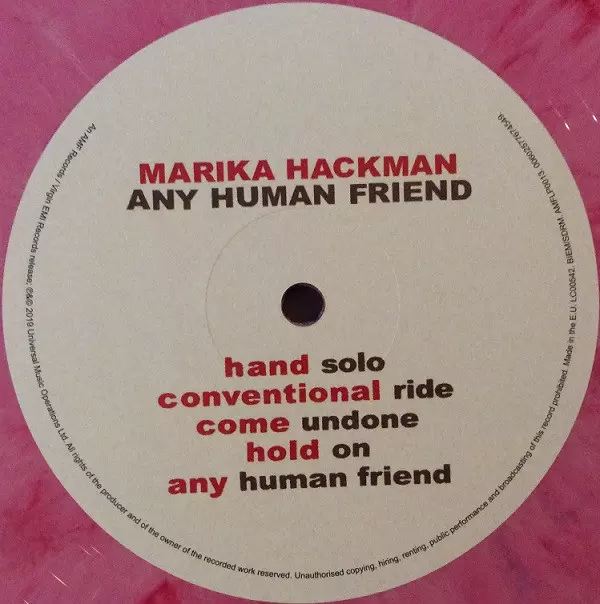 MARIKA HACKMAN
ANY HUMAN FRIEND
hand solo
conventional ride
come undone
hold on
any human friend
An AMF Records / Virgin EMI Records release; ℗&© 2019 Universal Music Operations Ltd. All rights of the producer and of the owner of the recorded work reserved. Unauthorised copying, hiring, renting, public performance and broadcasting of this record prohibited. Made in the E.U. LC00542. BIEM/SDRM. AMFLP0013 00602577674549.